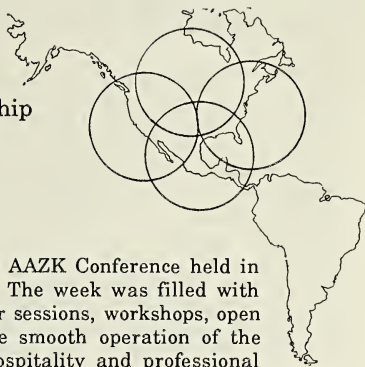 hip
AAZK Conference held in
The week was filled with
r sessions, workshops, open
e smooth operation of the
ospitality and professional